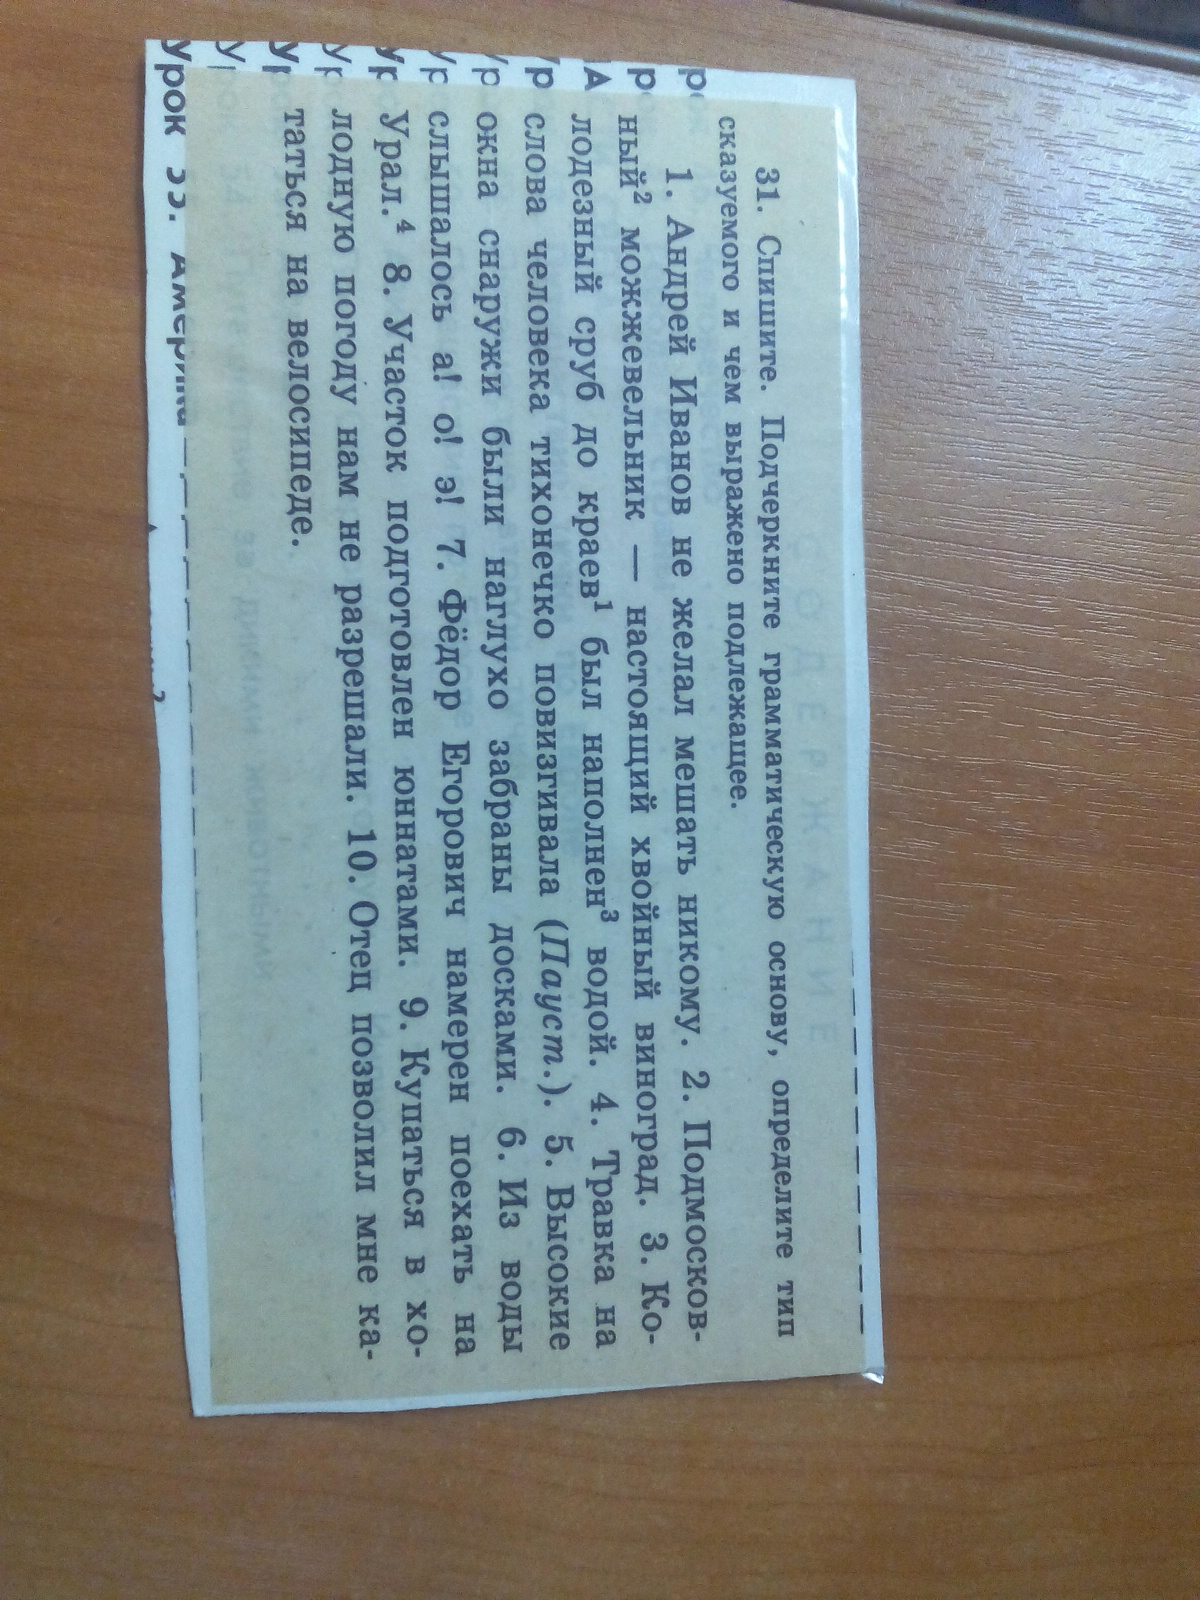 31. Спишите. Подчеркните грамматическую основу, определите тип
сказуемого и чем выражено подлежащее.
1. Андрей Иванов не желал мешать никому. 2. Подмосков-
ный² можжевельник — настоящий хвойный виноград. 3. Ко-
лодезный сруб до краев¹ был наполнен³ водой. 4. Травка на
слова человека тихонечко повизгивала (Пауст.). 5. Высокие
окна снаружи были наглухо забраны досками. 6. Из воды
слышалось а! о! э! 7. Фёдор Егорович намерен поехать на
Урал.⁴ 8. Участок подготовлен юннатами. 9. Купаться в хо-
лодную погоду нам не разрешали. 10. Отец позволил мне ка-
таться на велосипеде.
Урок